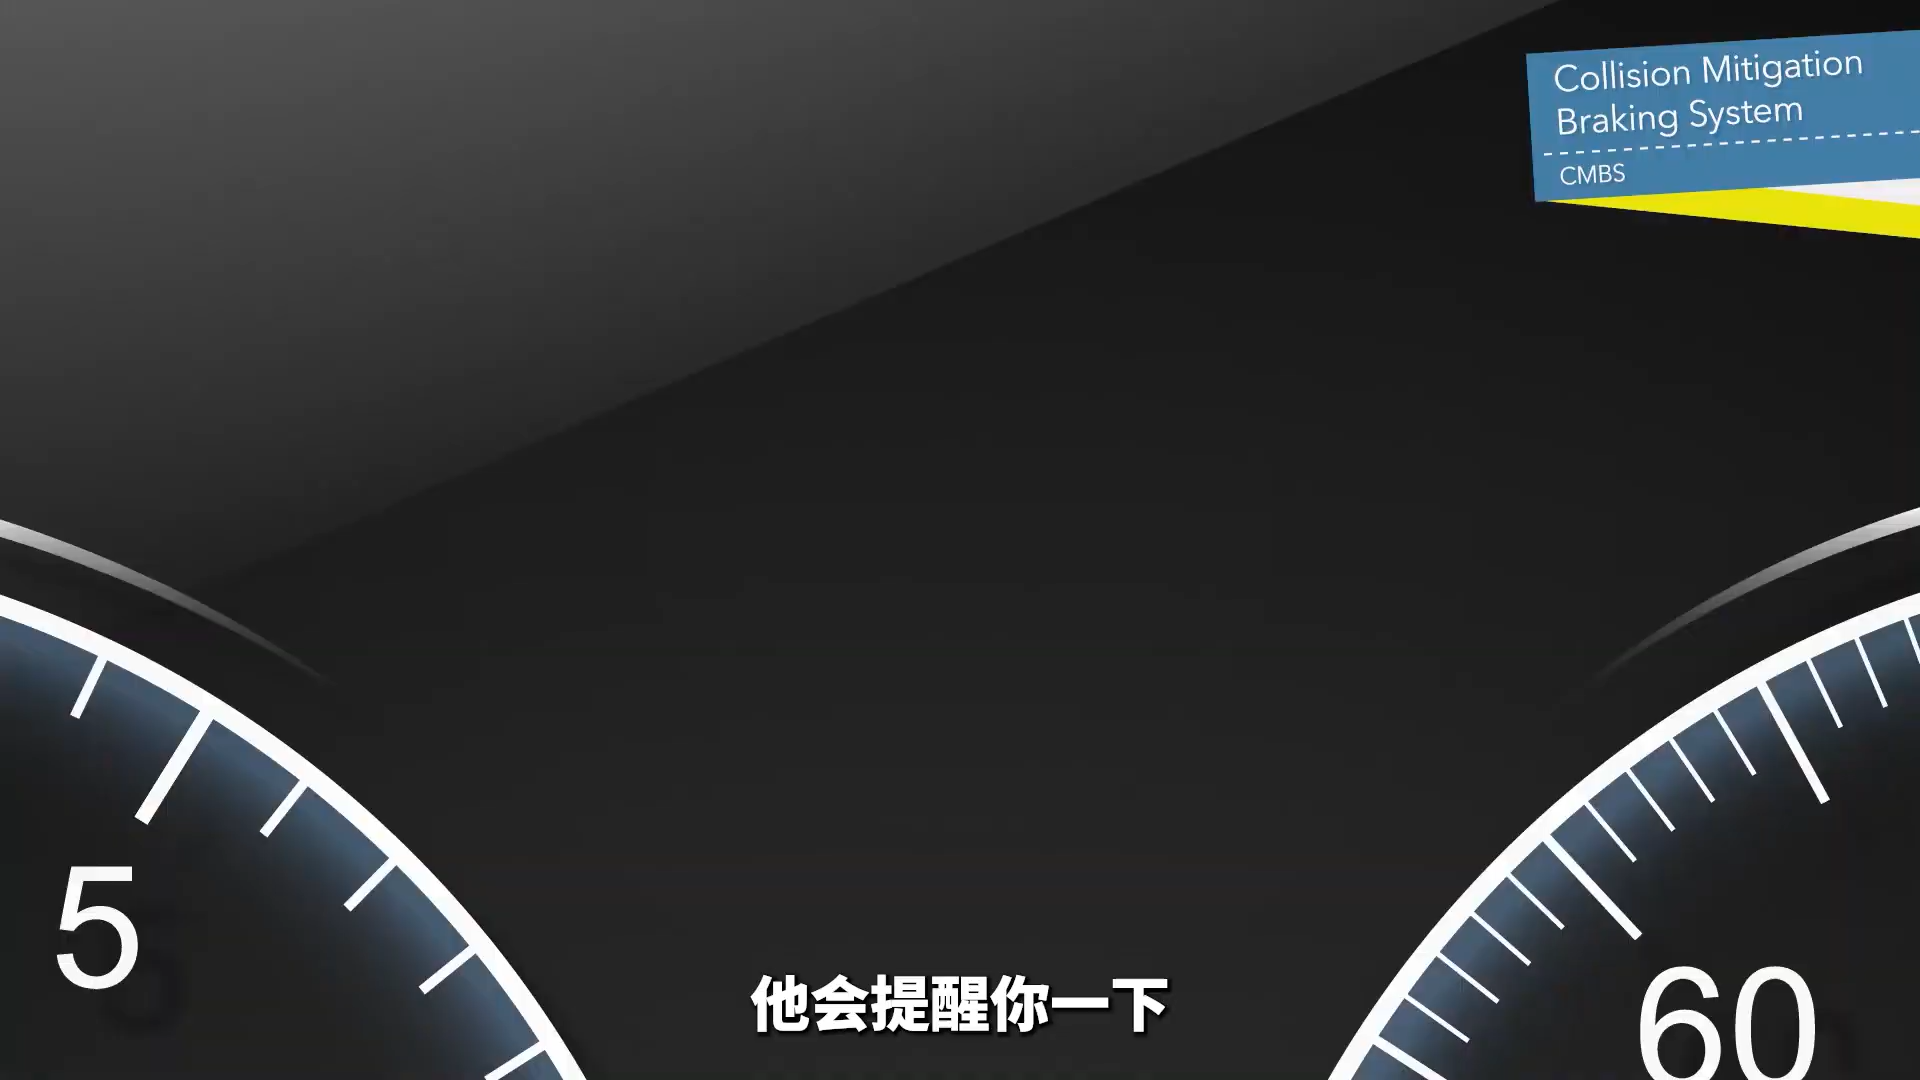 Collision Mitigation
Braking System
CMBS
5
60
他会提醒你一下